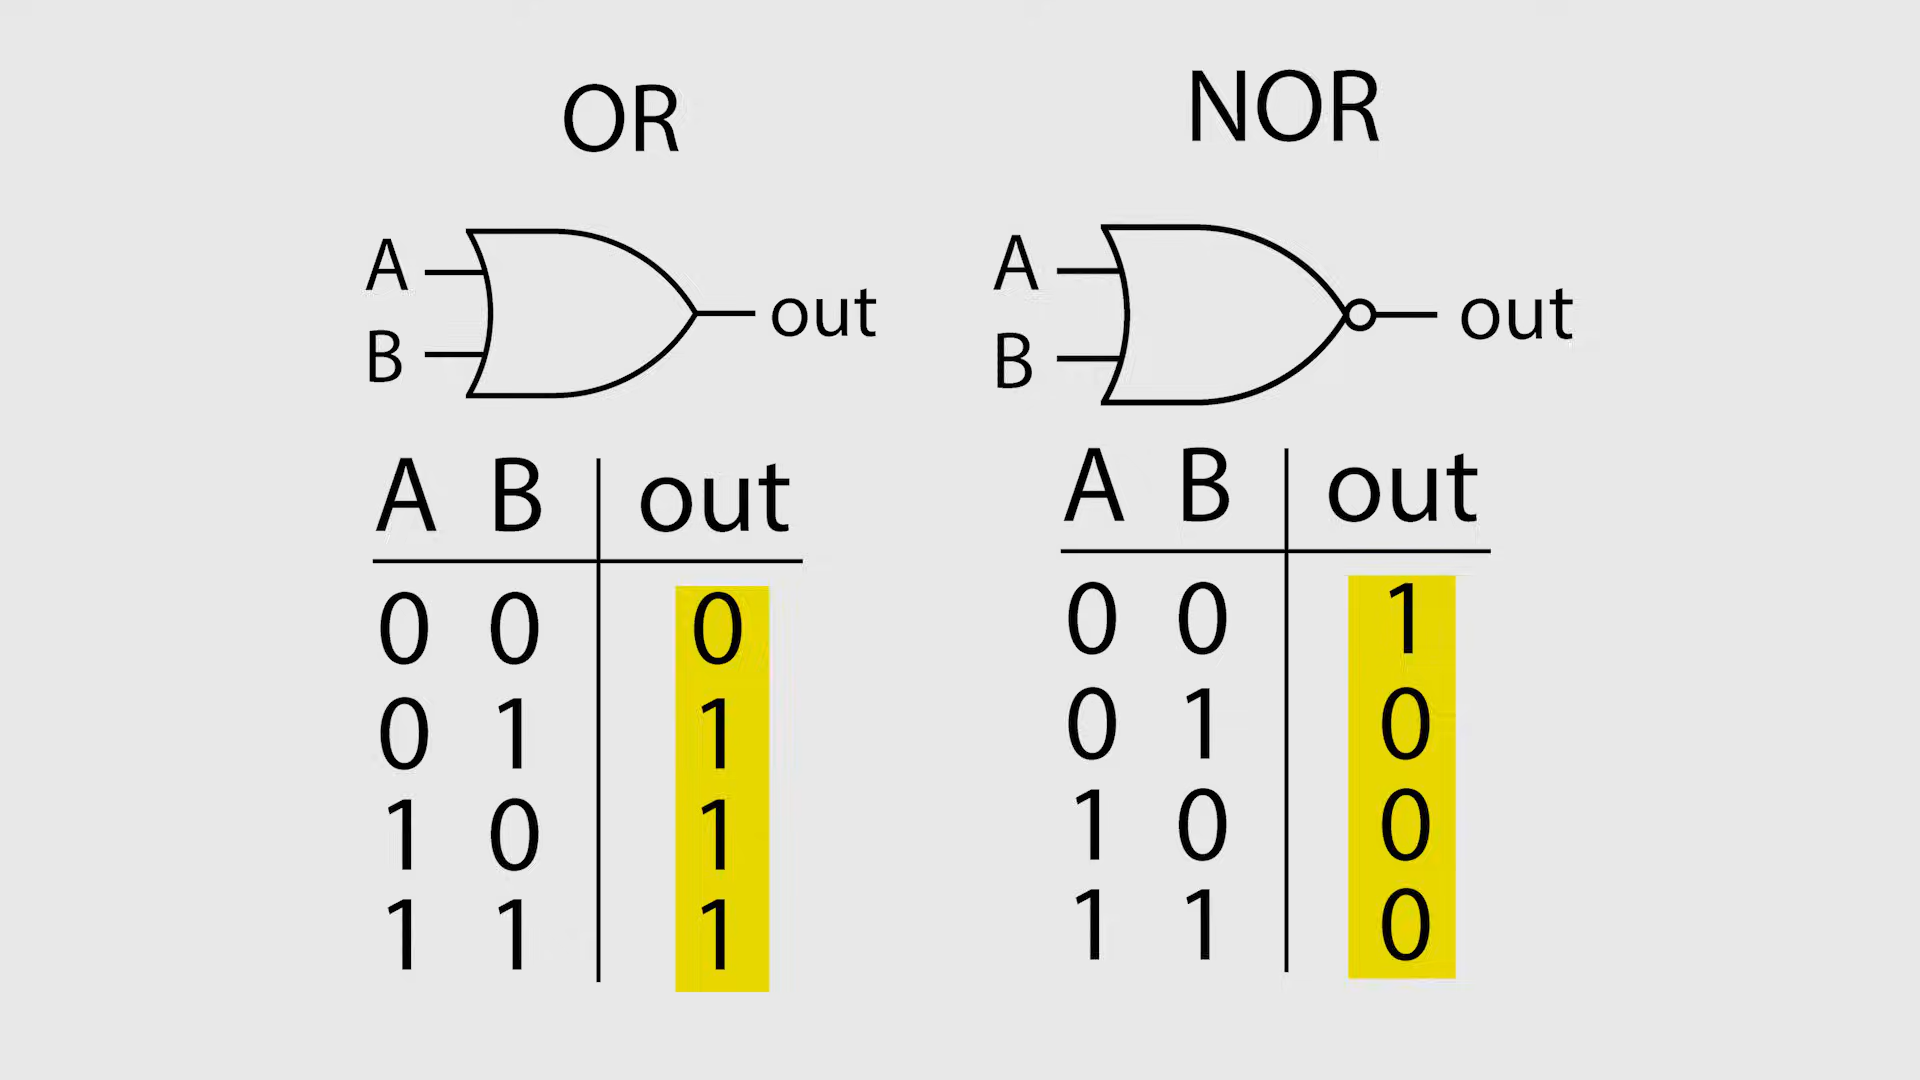 OR
A
B
out
A B out
0 0 0
0 1 1
1 0 1
1 1 1
NOR
A
B
out
A B out
0 0 1
0 1 0
1 0 0
1 1 0